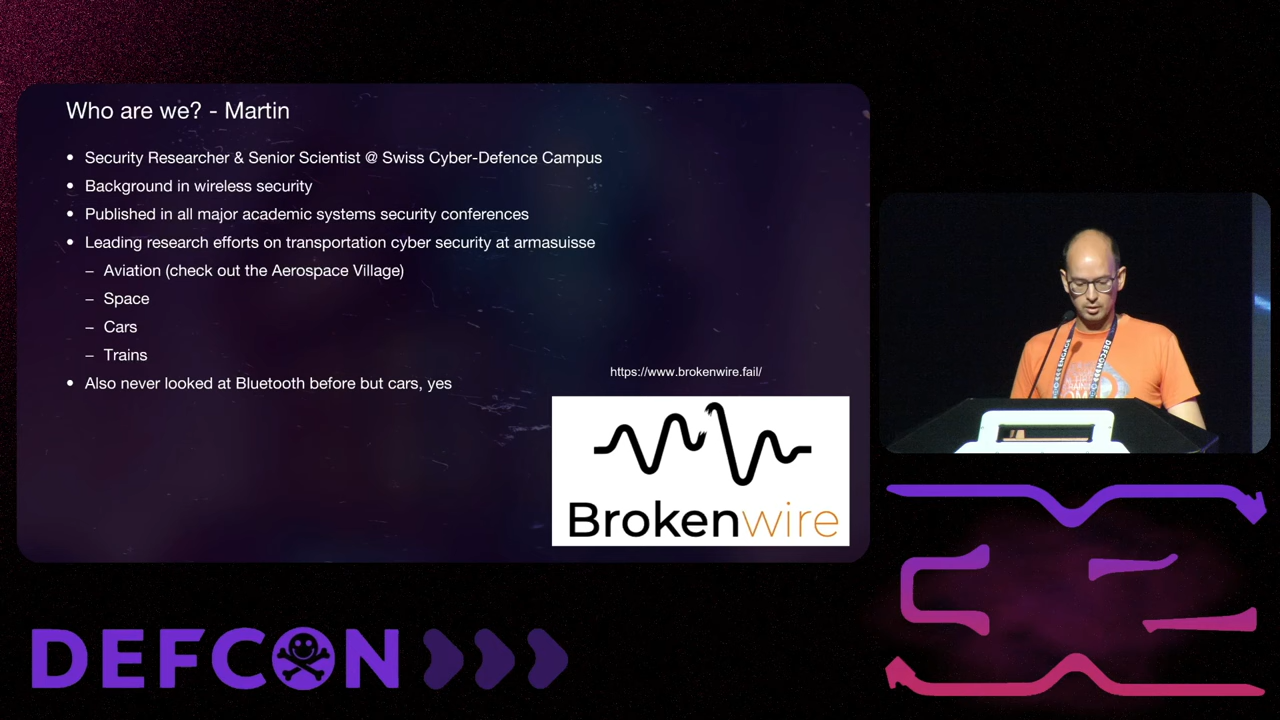 Who are we? - Martin
• Security Researcher & Senior Scientist @ Swiss Cyber-Defence Campus
• Background in wireless security
• Published in all major academic systems security conferences
• Leading research efforts on transportation cyber security at armasuisse
– Aviation (check out the Aerospace Village)
– Space
– Cars
– Trains
• Also never looked at Bluetooth before but cars, yes
https://www.brokenwire.fail/
Brokenwire
DEFCON
ENGAGE
DEFCON